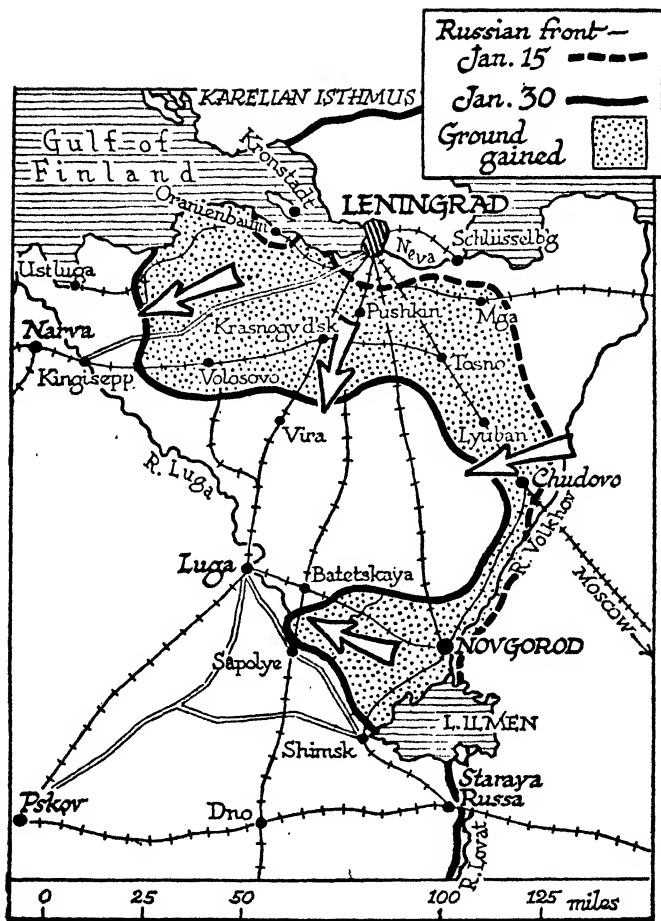 Russian front—
Jan. 15
Jan. 30
Ground
gained
KARELIAN ISTHMUS
Gulf of
Finland
Kronstadt
Oranienbaum
LENINGRAD
Neva
Schlüsselb'g
Ustluga
Pushkin
Mga
Narva
Krasnogv'd'sk
Kingisepp
Volosovo
Tosno
Vira
Lyuban
R. Luga
Chudovo
R. Volkhov
Luga
Batetskaya
Moscow
NOVGOROD
Sapolye
L. ILMEN
Shimsk
Staraya
Russa
Pskov
Dno
R. Lovat
0 25 50 100 125 miles